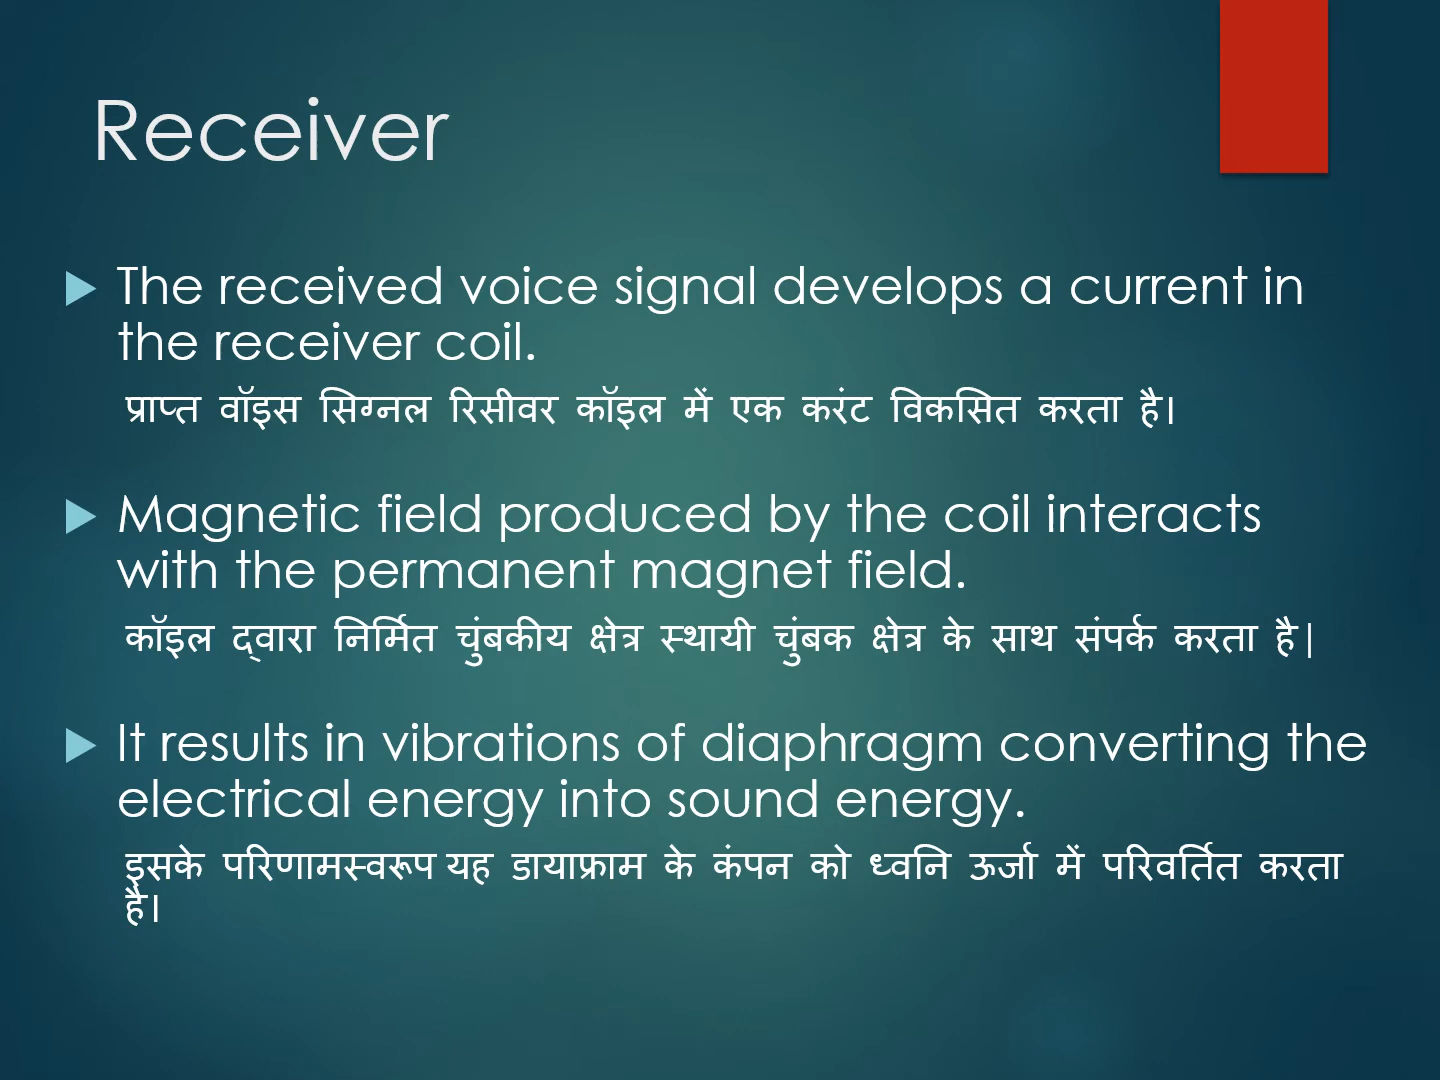 Receiver
The received voice signal develops a current in
the receiver coil.
प्राप्त वॉइस सिग्नल रिसीवर कॉइल में एक करंट विकसित करता है।
Magnetic field produced by the coil interacts
with the permanent magnet field.
कॉइल द्वारा निर्मित चुंबकीय क्षेत्र स्थायी चुंबक क्षेत्र के साथ संपर्क करता है|
It results in vibrations of diaphragm converting the
electrical energy into sound energy.
इसके परिणामस्वरूप यह डायाफ्राम के कंपन को ध्वनि ऊर्जा में परिवर्तित करता
है।